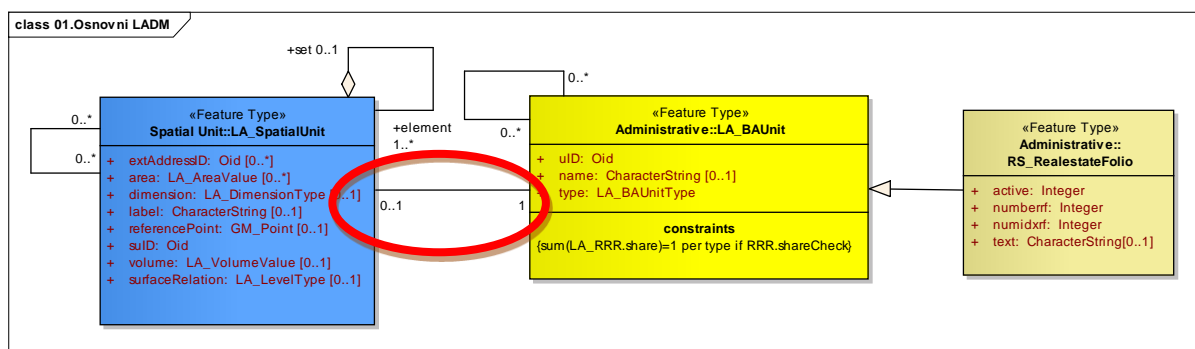 class 01.Osnovni LADM
+set 0..1
0..*
0..*
+element
1..*
«Feature Type»
Spatial Unit::LA_SpatialUnit
+ extAddressID: Oid [0..*]
+ area: LA_AreaValue [0..*]
+ dimension: LA_DimensionType [0..1]
+ label: CharacterString [0..1]
+ referencePoint: GM_Point [0..1]
+ suID: Oid
+ volume: LA_VolumeValue [0..1]
+ surfaceRelation: LA_LevelType [0..1]
0..1
1
0..*
0..*
«Feature Type»
Administrative::LA_BAUnit
+ uID: Oid
+ name: CharacterString [0..1]
+ type: LA_BAUnitType
constraints
{sum(LA_RRR.share)=1 per type if RRR.shareCheck}
«Feature Type»
Administrative::
RS_RealestateFolio
+ active: Integer
+ numberrf: Integer
+ numidxrf: Integer
+ text: CharacterString[0..1]